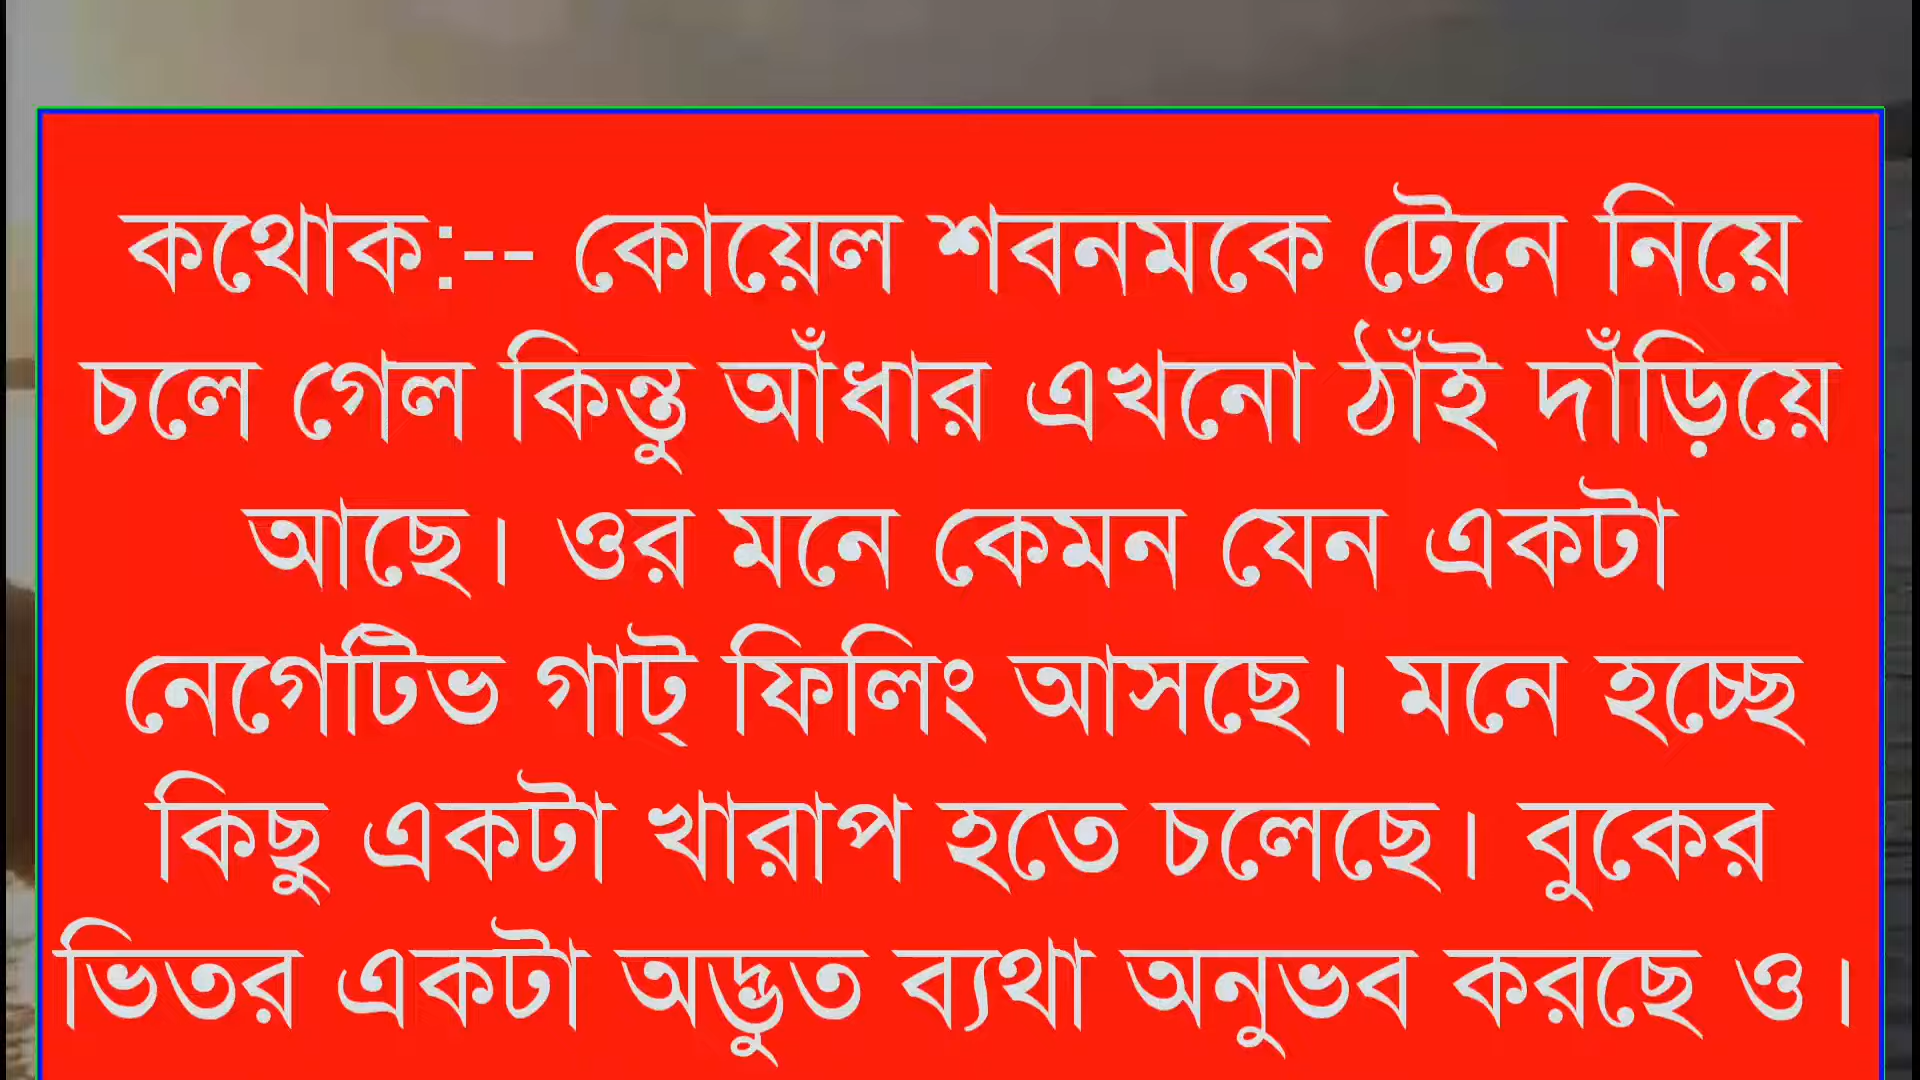 কথোক:-- কোয়েল শবনমকে টেনে নিয়ে
চলে গেল কিন্তু আঁধার এখনো ঠাঁই দাঁড়িয়ে
আছে। ওর মনে কেমন যেন একটা
নেগেটিভ গাট্ ফিলিং আসছে। মনে হচ্ছে
কিছু একটা খারাপ হতে চলেছে। বুকের
ভিতর একটা অদ্ভুত ব্যথা অনুভব করছে ও।